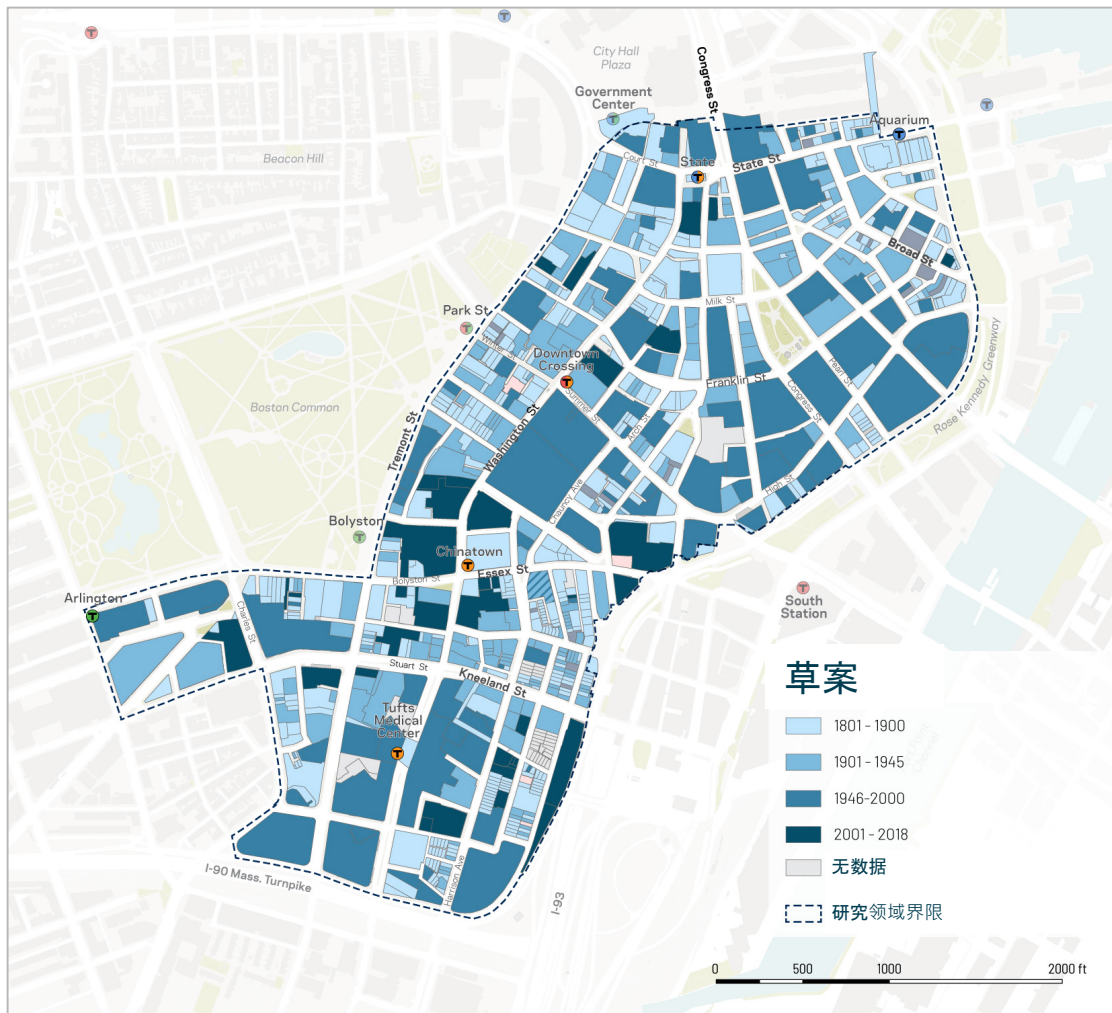 City Hall
Plaza
Congress St
Government
Center
Aquarium
Beacon Hill
Court St
State
State St
Broad St
Milk St
Park St
Winter St
Downtown
Crossing
Franklin St
Pearl St
Congress St
Rose Kennedy Greenway
Boston Common
Tremont St
Washington St
Summer St
Arch St
Chauncy Ave
High St
Bolyston
Chinatown
Essex St
Bolyston St
Arlington
Charles St
South
Station
Stuart St
Kneeland St
Tufts
Medical
Center
Harrison Ave
I-90 Mass. Turnpike
I-93
草案
1801 - 1900
1901 - 1945
1946-2000
2001 - 2018
无数据
研究领域界限
0 500 1000 2000 ft